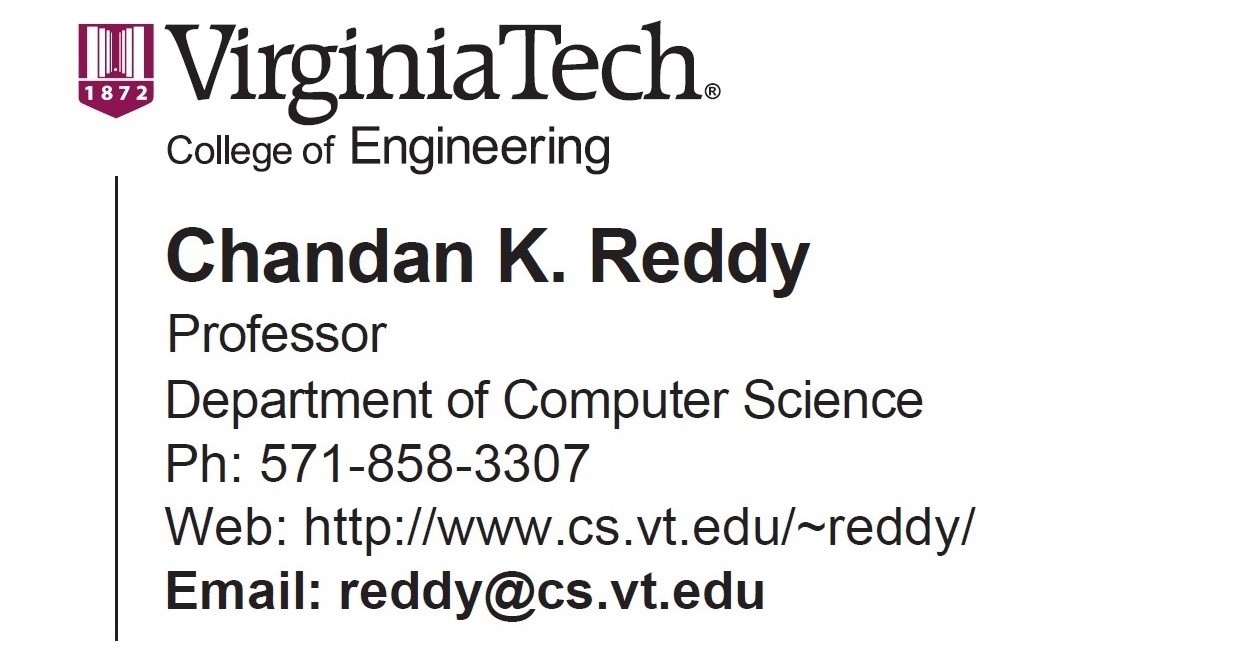 1872
VirginiaTech®
College of Engineering
Chandan K. Reddy
Professor
Department of Computer Science
Ph: 571-858-3307
Web: http://www.cs.vt.edu/~reddy/
Email: reddy@cs.vt.edu